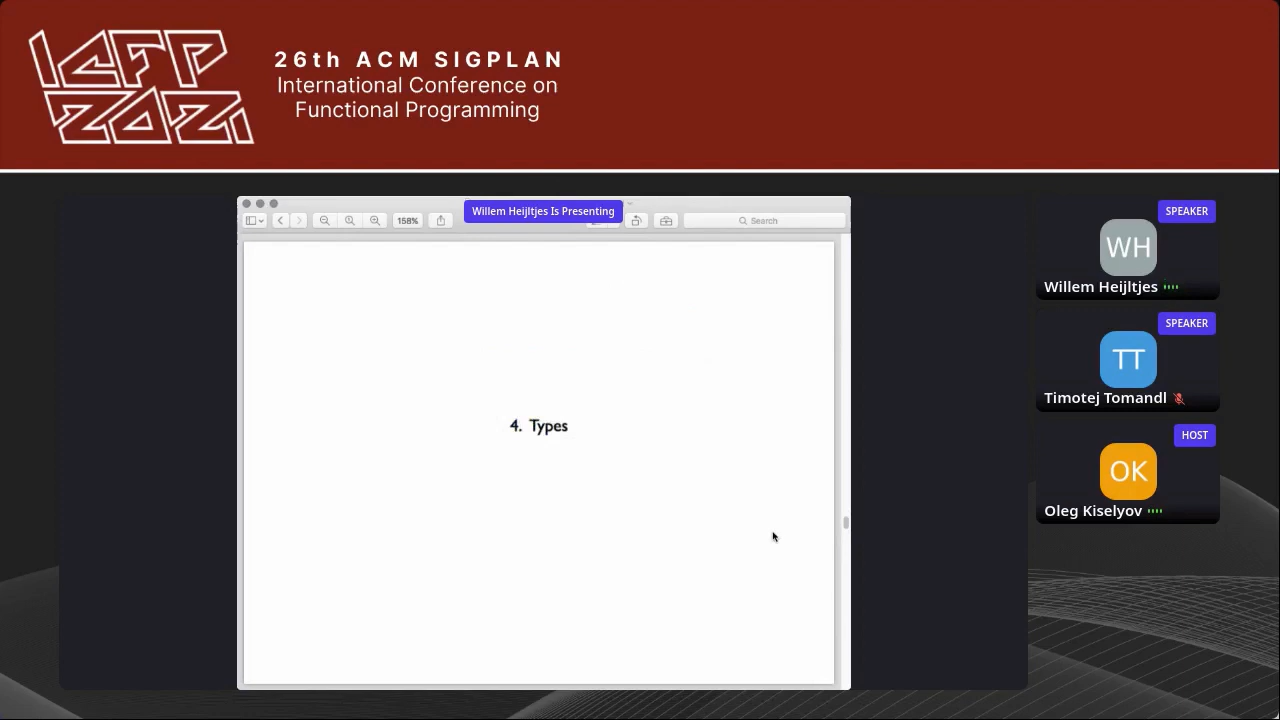 ICFP
2021
26th ACM SIGPLAN
International Conference on
Functional Programming
Willem Heijltjes Is Presenting
158%
Search
4. Types
SPEAKER
WH
Willem Heijltjes
SPEAKER
TT
Timotej Tomandl
HOST
OK
Oleg Kiselyov